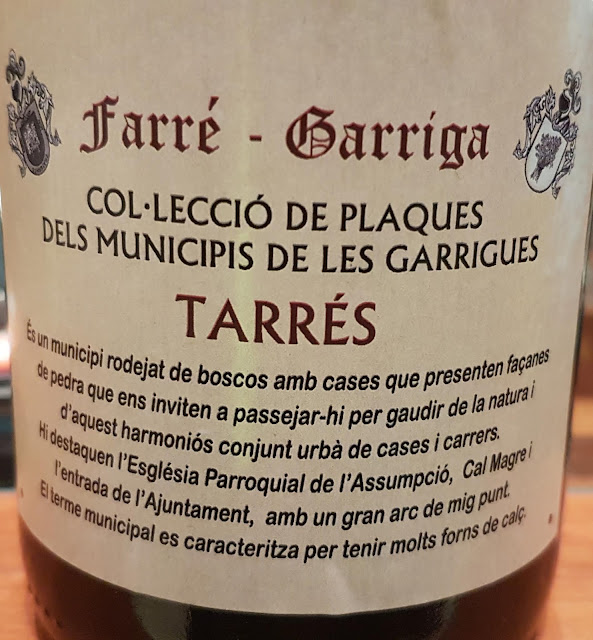 Farré - Garriga
COL·LECCIÓ DE PLAQUES
DELS MUNICIPIS DE LES GARRIGUES
TARRÉS
És un municipi rodejat de boscos amb cases que presenten façanes
de pedra que ens inviten a passejar-hi per gaudir de la natura i
d'aquest harmoniós conjunt urbà de cases i carrers.
Hi destaquen l'Església Parroquial de l'Assumpció, Cal Magre i
l'entrada de l'Ajuntament, amb un gran arc de mig punt.
El terme municipal es caracteritza per tenir molts forns de calç.